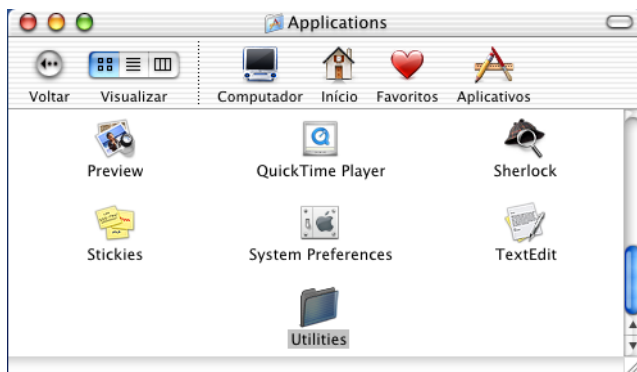 Applications
Voltar Visualizar Computador Início Favoritos Aplicativos
Preview QuickTime Player Sherlock
Stickies System Preferences TextEdit
Utilities